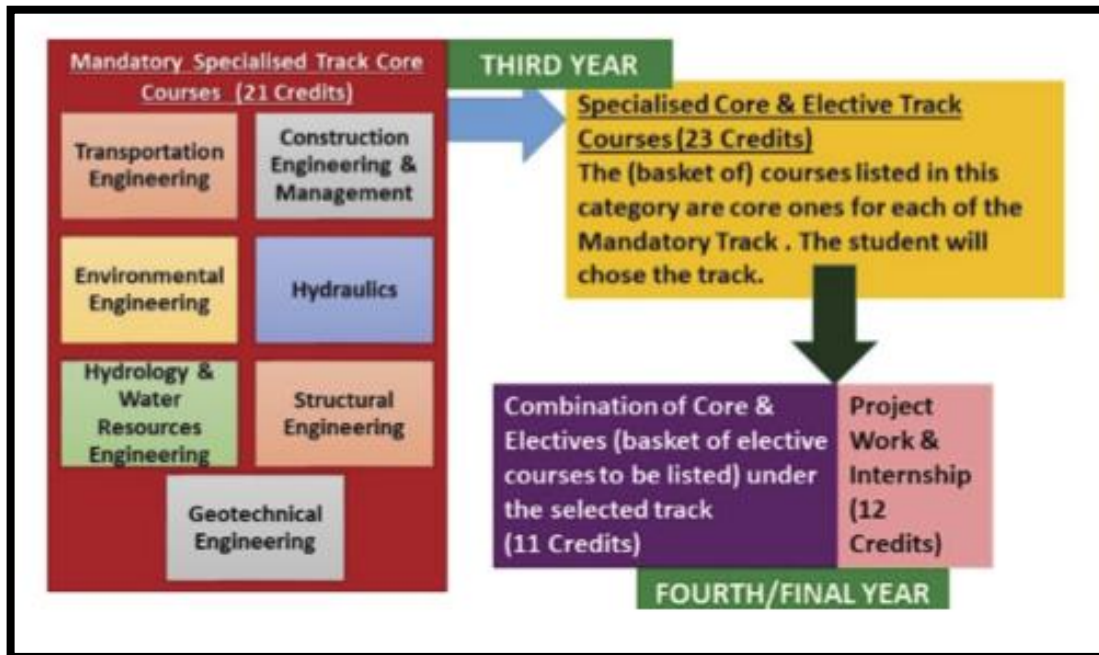 Mandatory Specialised Track Core
Courses (21 Credits)
Transportation
Engineering
Construction
Engineering &
Management
Environmental
Engineering
Hydraulics
Hydrology &
Water
Resources
Engineering
Structural
Engineering
Geotechnical
Engineering
THIRD YEAR
Specialised Core & Elective Track
Courses (23 Credits)
The (basket of) courses listed in this
category are core ones for each of the
Mandatory Track . The student will
chose the track.
Combination of Core &
Electives (basket of elective
courses to be listed) under
the selected track
(11 Credits)
Project
Work &
Internship
(12
Credits)
FOURTH/FINAL YEAR